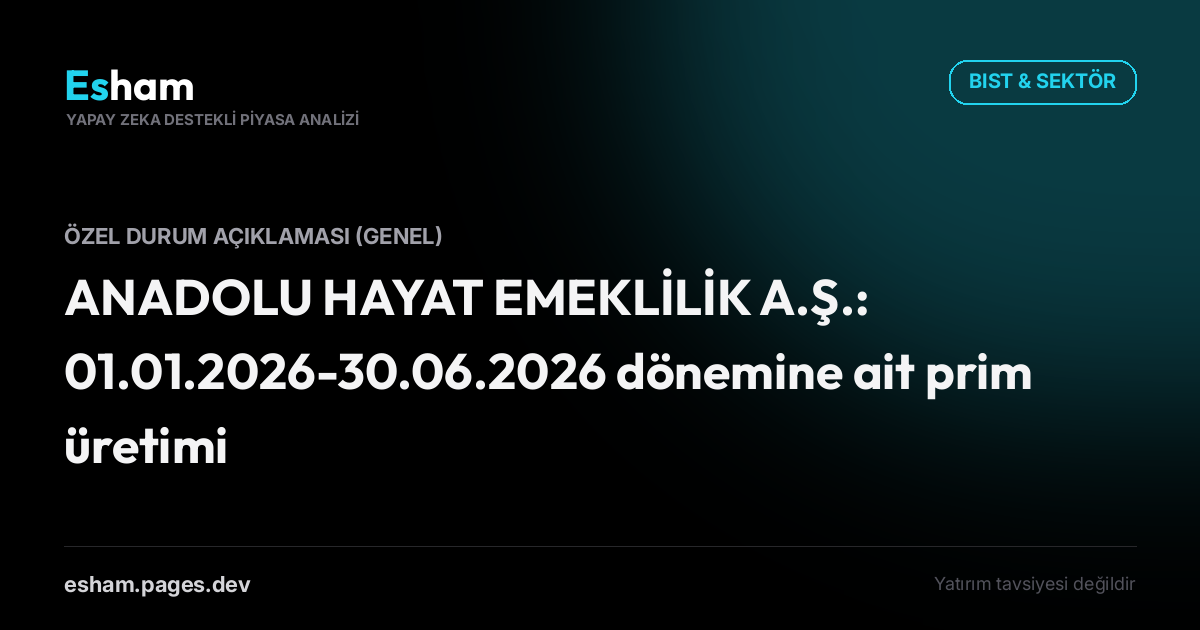 Esham
BIST & SEKTÖR
YAPAY ZEKA DESTEKLİ PİYASA ANALİZİ
ÖZEL DURUM AÇIKLAMASI (GENEL)
ANADOLU HAYAT EMEKLİLİK A.Ş.:
01.01.2026-30.06.2026 dönemine ait prim
üretimi
esham.pages.dev
Yatırım tavsiyesi değildir